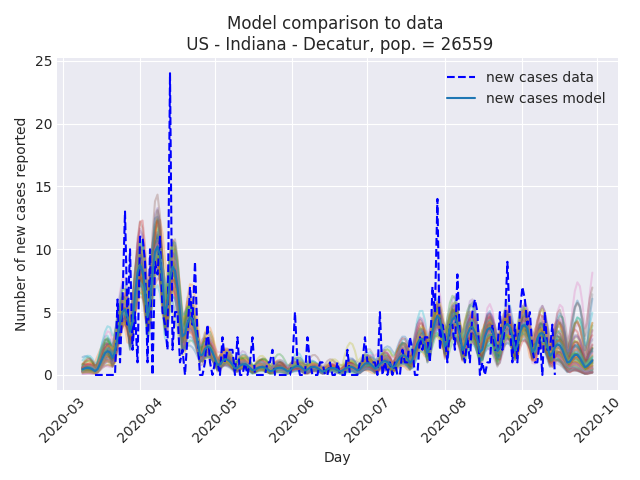 Model comparison to data
US - Indiana - Decatur, pop. = 26559
new cases data
new cases model
Number of new cases reported
25
20
15
10
5
0
2020-03
2020-04
2020-05
2020-06
2020-07
2020-08
2020-09
2020-10
Day